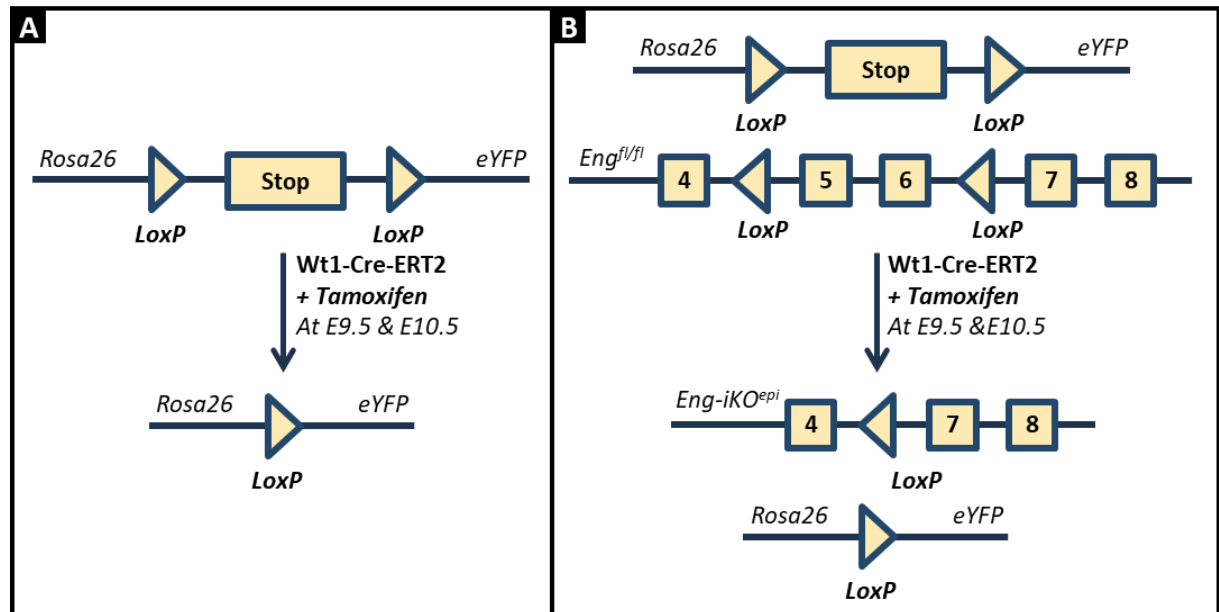 A
Rosa26 eYFP
Stop
LoxP LoxP
Wt1-Cre-ERT2
+ Tamoxifen
At E9.5 & E10.5
Rosa26 eYFP
LoxP
B
Rosa26 eYFP
Stop
LoxP LoxP
Eng^fl/fl
4 5 6 7 8
LoxP LoxP
Wt1-Cre-ERT2
+ Tamoxifen
At E9.5 &E10.5
Eng-iKO^epi
4 7 8
LoxP
Rosa26 eYFP
LoxP